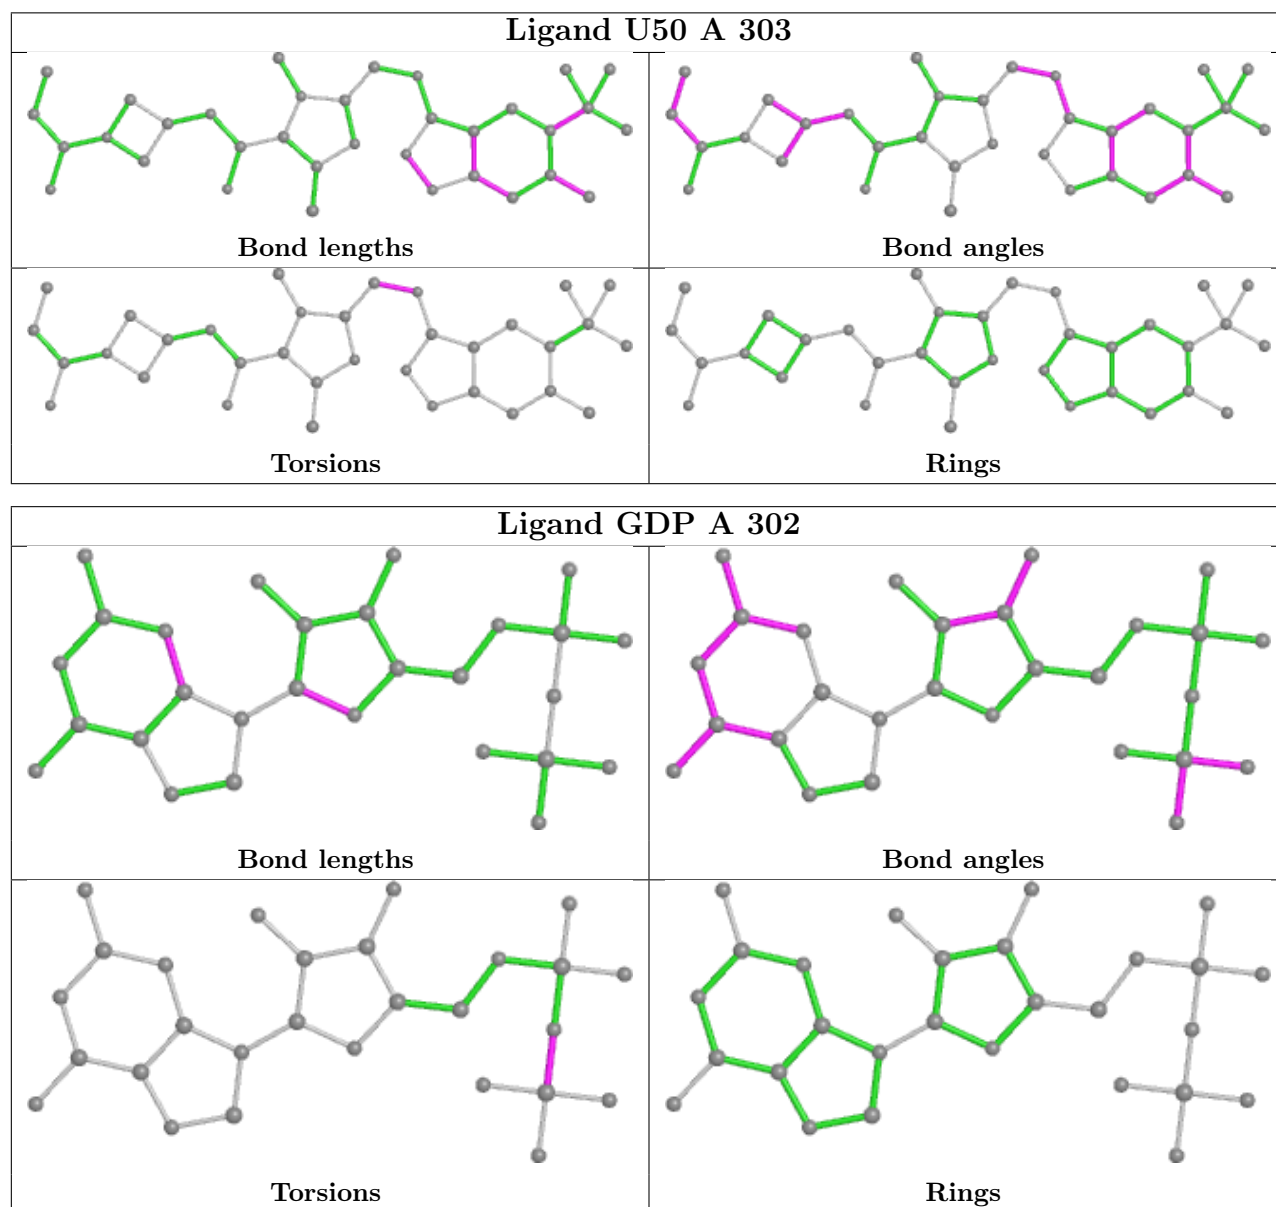 Ligand U50 A 303
Bond lengths
Bond angles
Torsions
Rings
Ligand GDP A 302
Bond lengths
Bond angles
Torsions
Rings